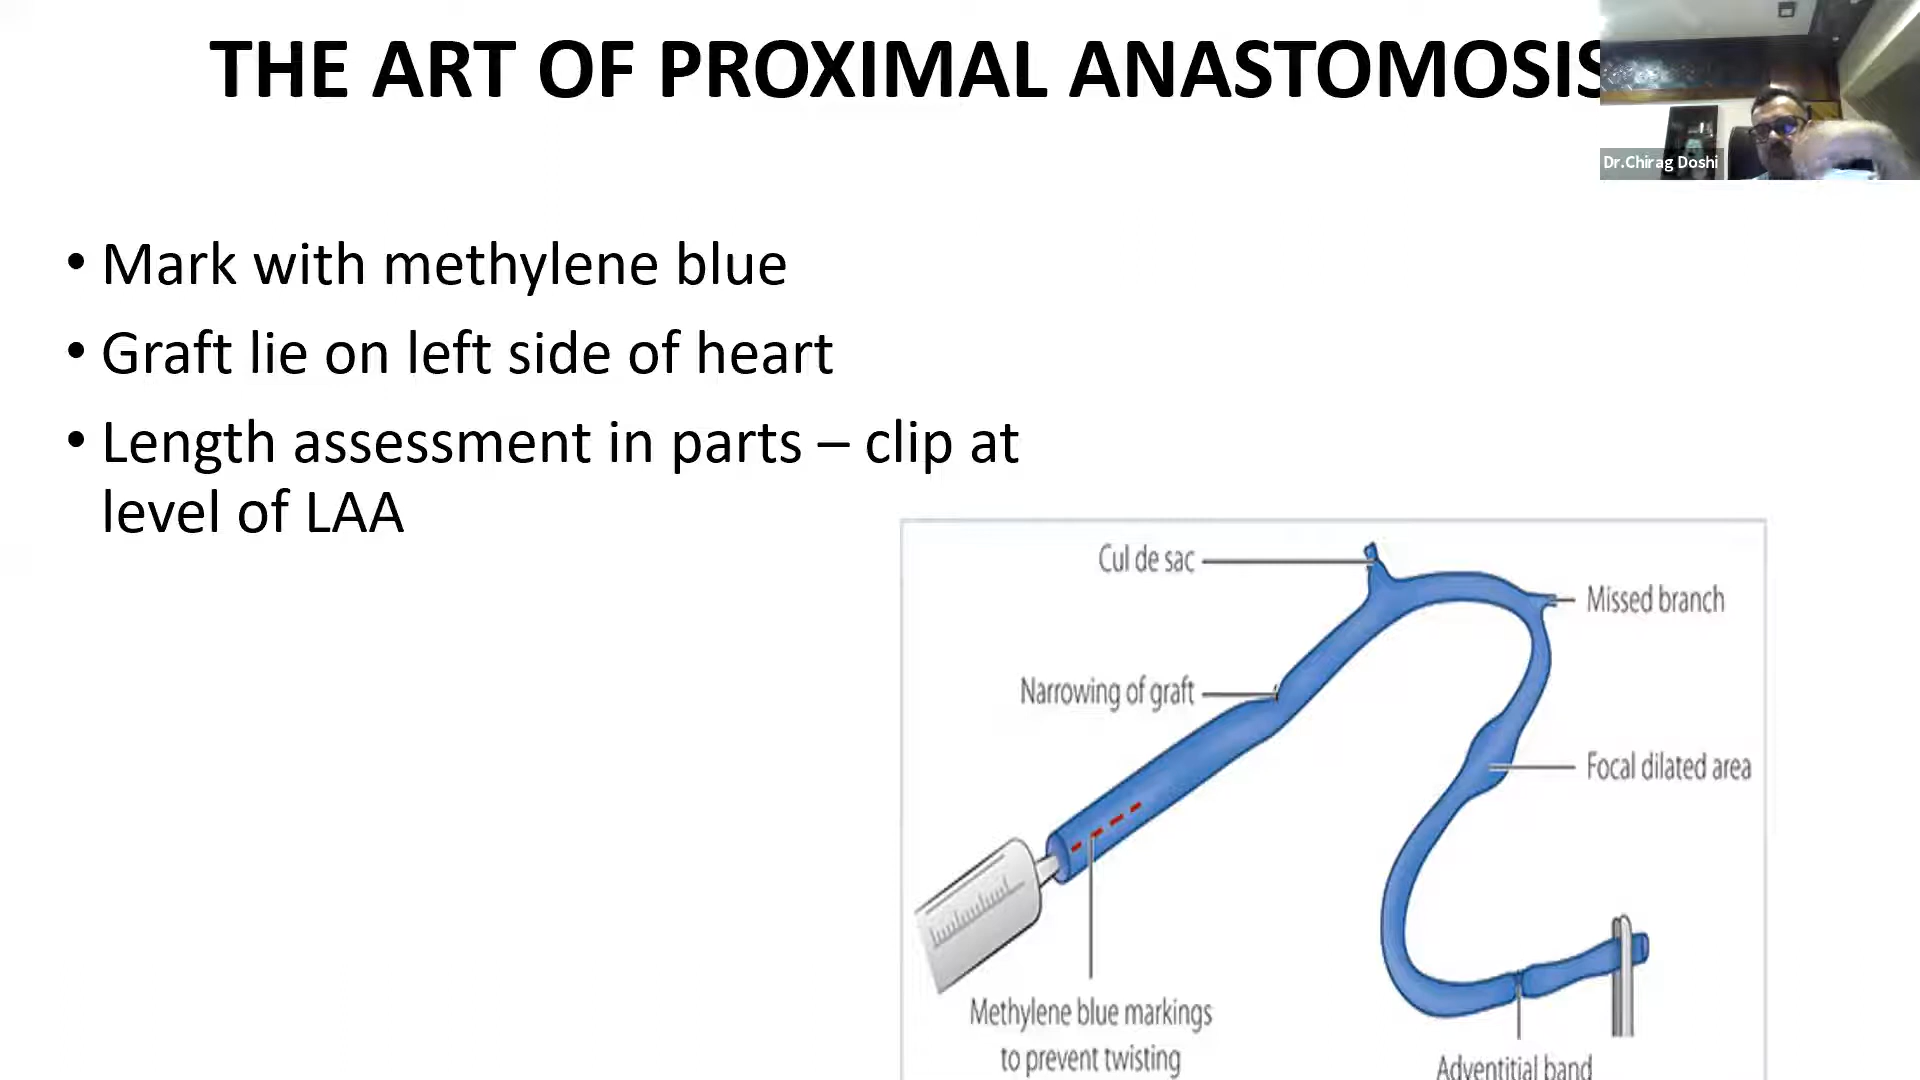 THE ART OF PROXIMAL ANASTOMOSIS
Dr.Chirag Doshi
• Mark with methylene blue
• Graft lie on left side of heart
• Length assessment in parts – clip at
level of LAA
Cul de sac
Missed branch
Narrowing of graft
Focal dilated area
Methylene blue markings
to prevent twisting
Adventitial band